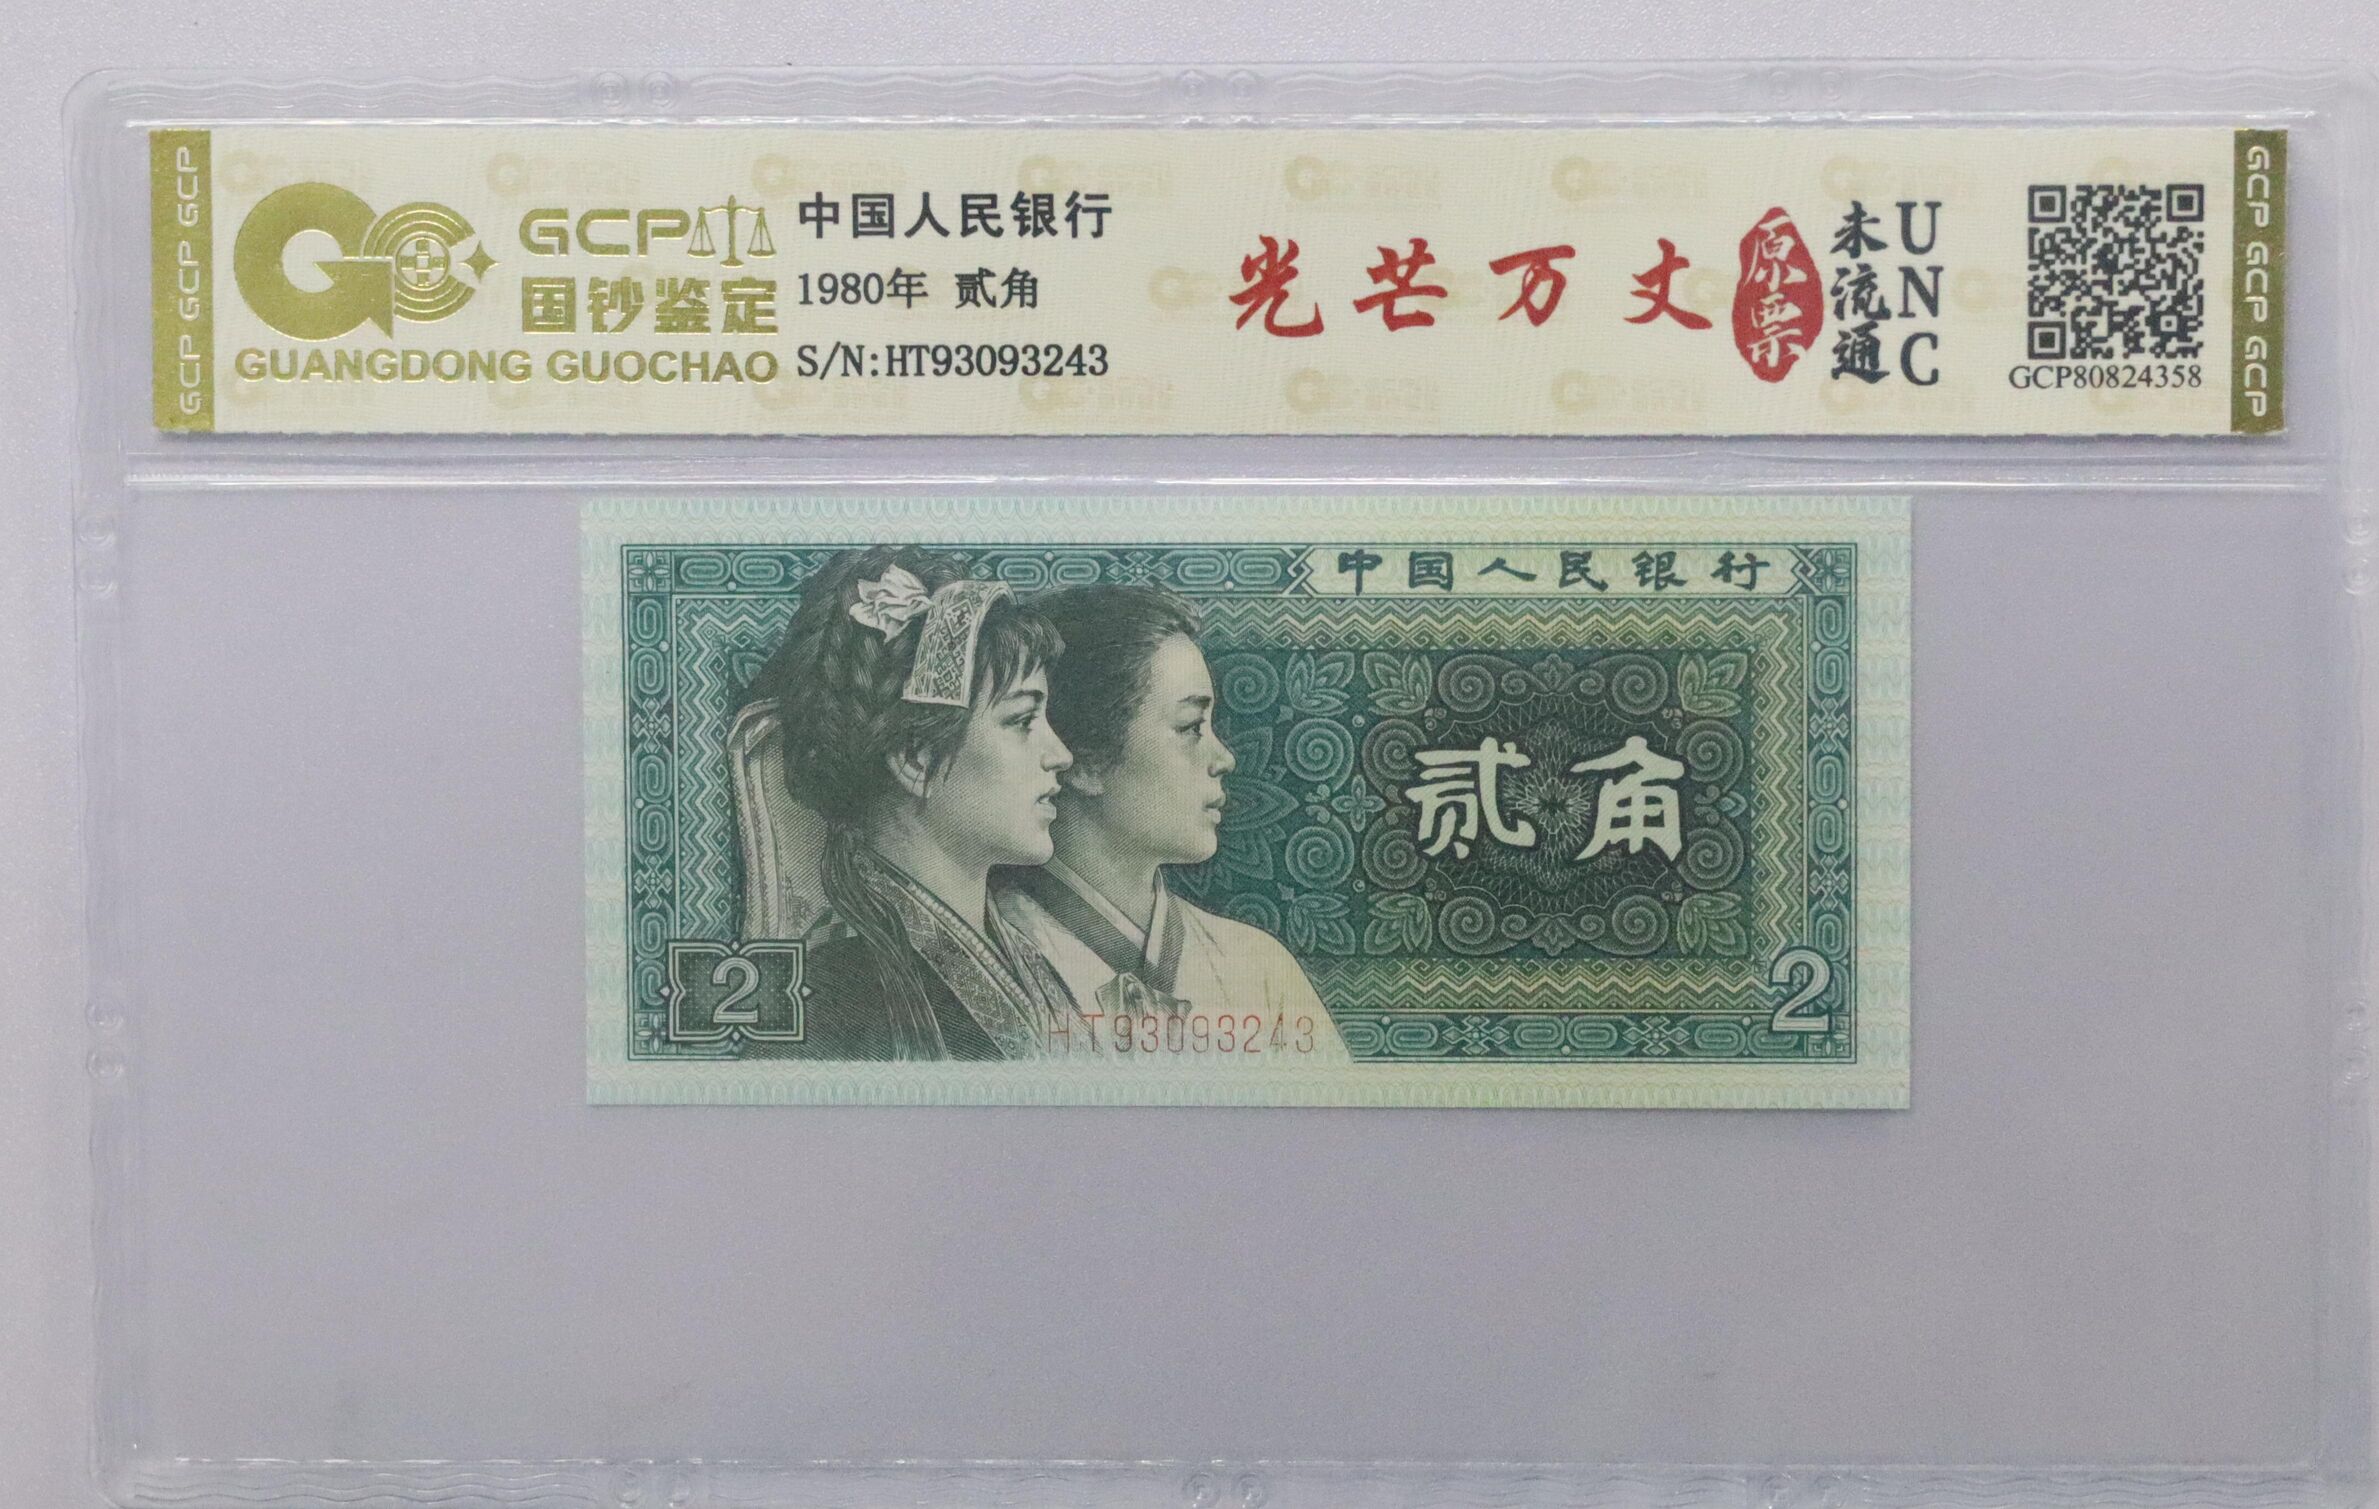 GCP GCP GCP
GCP
国钞鉴定
GUANGDONG GUOCHAO
中国人民银行
1980年 贰角
S/N:HT93093243
光芒万丈
原票
未流通
UNC
GCP80824358
GCP GCP GCP
中国人民银行
贰角
2
2
HT93093243